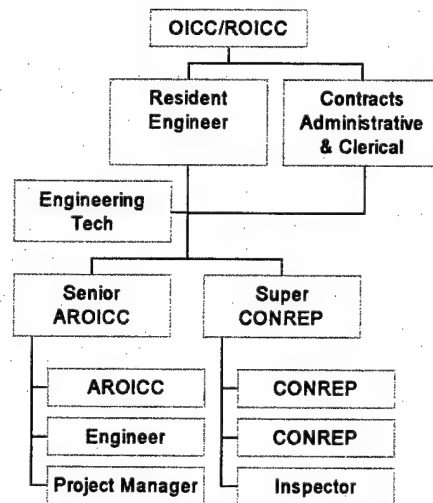 OICC/ROICC
Resident
Engineer
Contracts
Administrative
& Clerical
Engineering
Tech
Senior
AROICC
Super
CONREP
AROICC
CONREP
Engineer
CONREP
Project Manager
Inspector